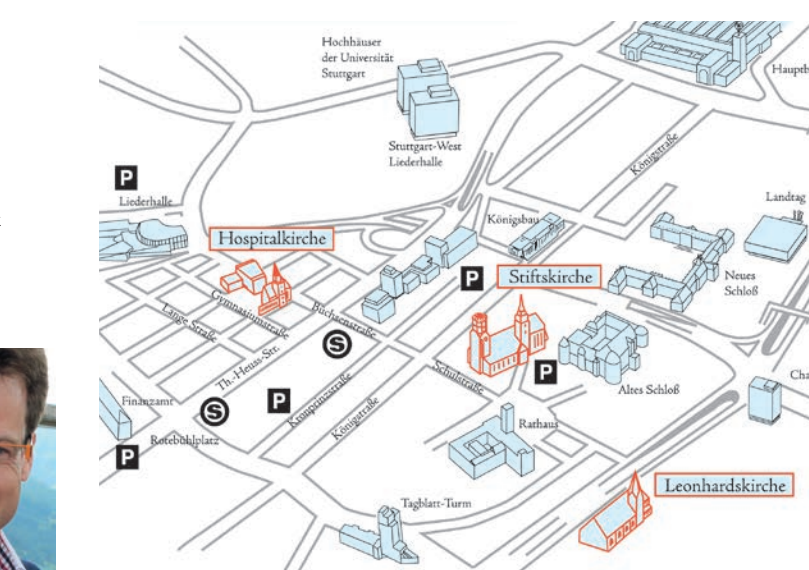 Hochhäuser
der Universität
Stuttgart
Stuttgart-West
Liederhalle
Königstraße
P
Liederhalle
Landtag
Königsbau
Hospitalkirche
P
Stiftskirche
Neues
Schloß
Gymnasiumstraße
Büchsenstraße
Lange Straße
S
Th.-Heuss-Str.
Schulstraße
P
Altes Schloß
Finanzamt
S
P
Kronprinzstraße
Königstraße
Rathaus
Rotebühlplatz
P
Leonhardskirche
Tagblatt-Turm